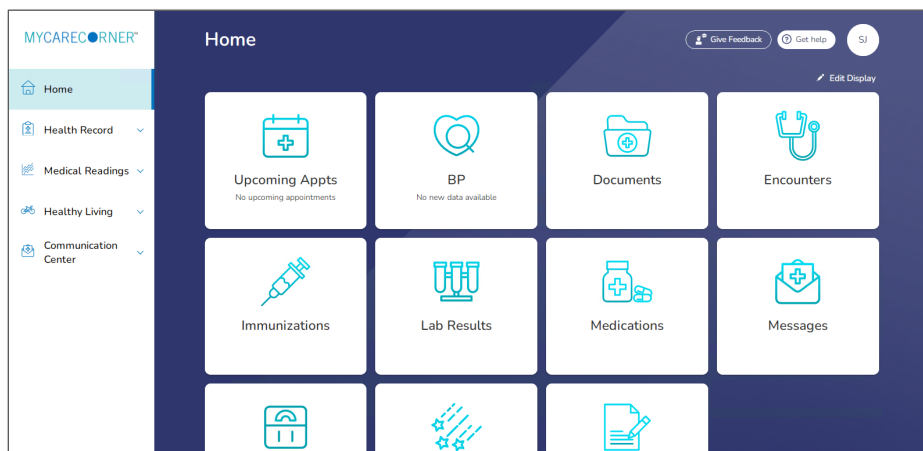 MYCARECORNER™
Home
Health Record
Medical Readings
Healthy Living
Communication
Center
Home
Give Feedback
Get help
SJ
Edit Display
Upcoming Appts
No upcoming appointments
BP
No new data available
Documents
Encounters
Immunizations
Lab Results
Medications
Messages